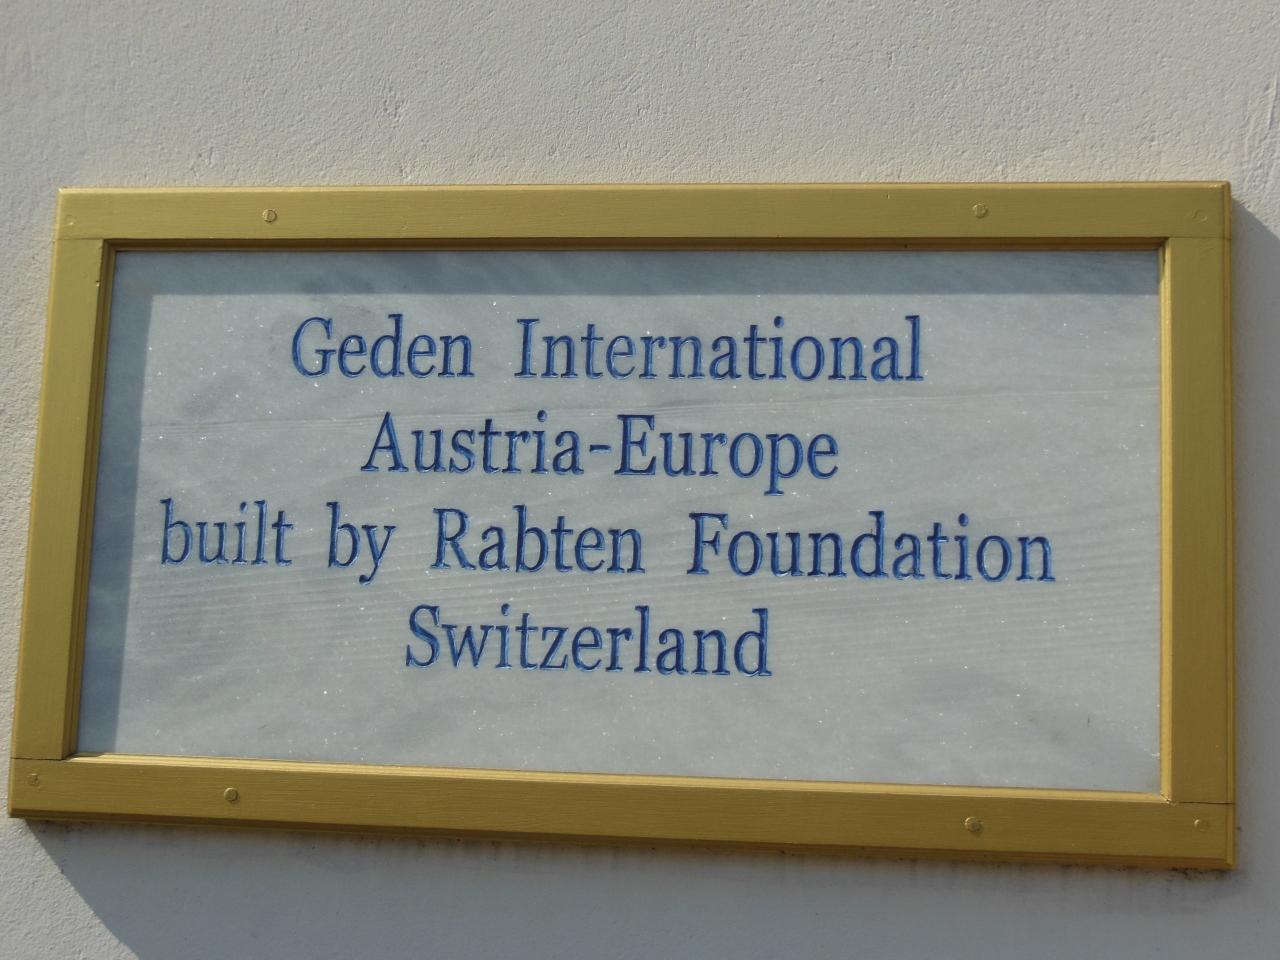 Geden International
Austria-Europe
built by Rabten Foundation
Switzerland